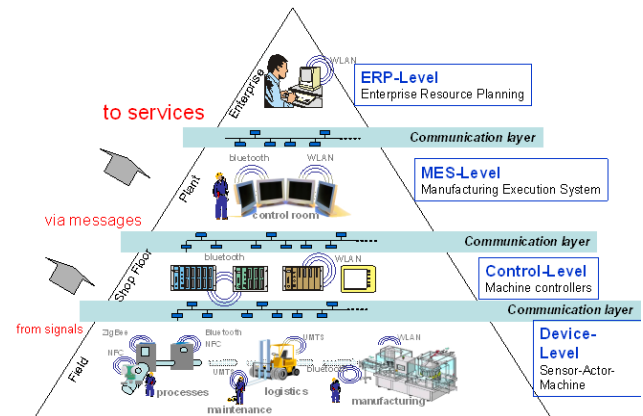 WLAN
ERP-Level
Enterprise Resource Planning
Enterprise
to services
Communication layer
bluetooth
WLAN
MES-Level
Manufacturing Execution System
Plant
control room
via messages
Communication layer
bluetooth
WLAN
Control-Level
Machine controllers
Shop Floor
Communication layer
from signals
ZigBee
Bluetooth
NFC
NFC
UMTS
WLAN
Device-
Level
Sensor-Actor-
Machine
Field
UMTS
bluetooth
processes
logistics
manufacturing
maintenance